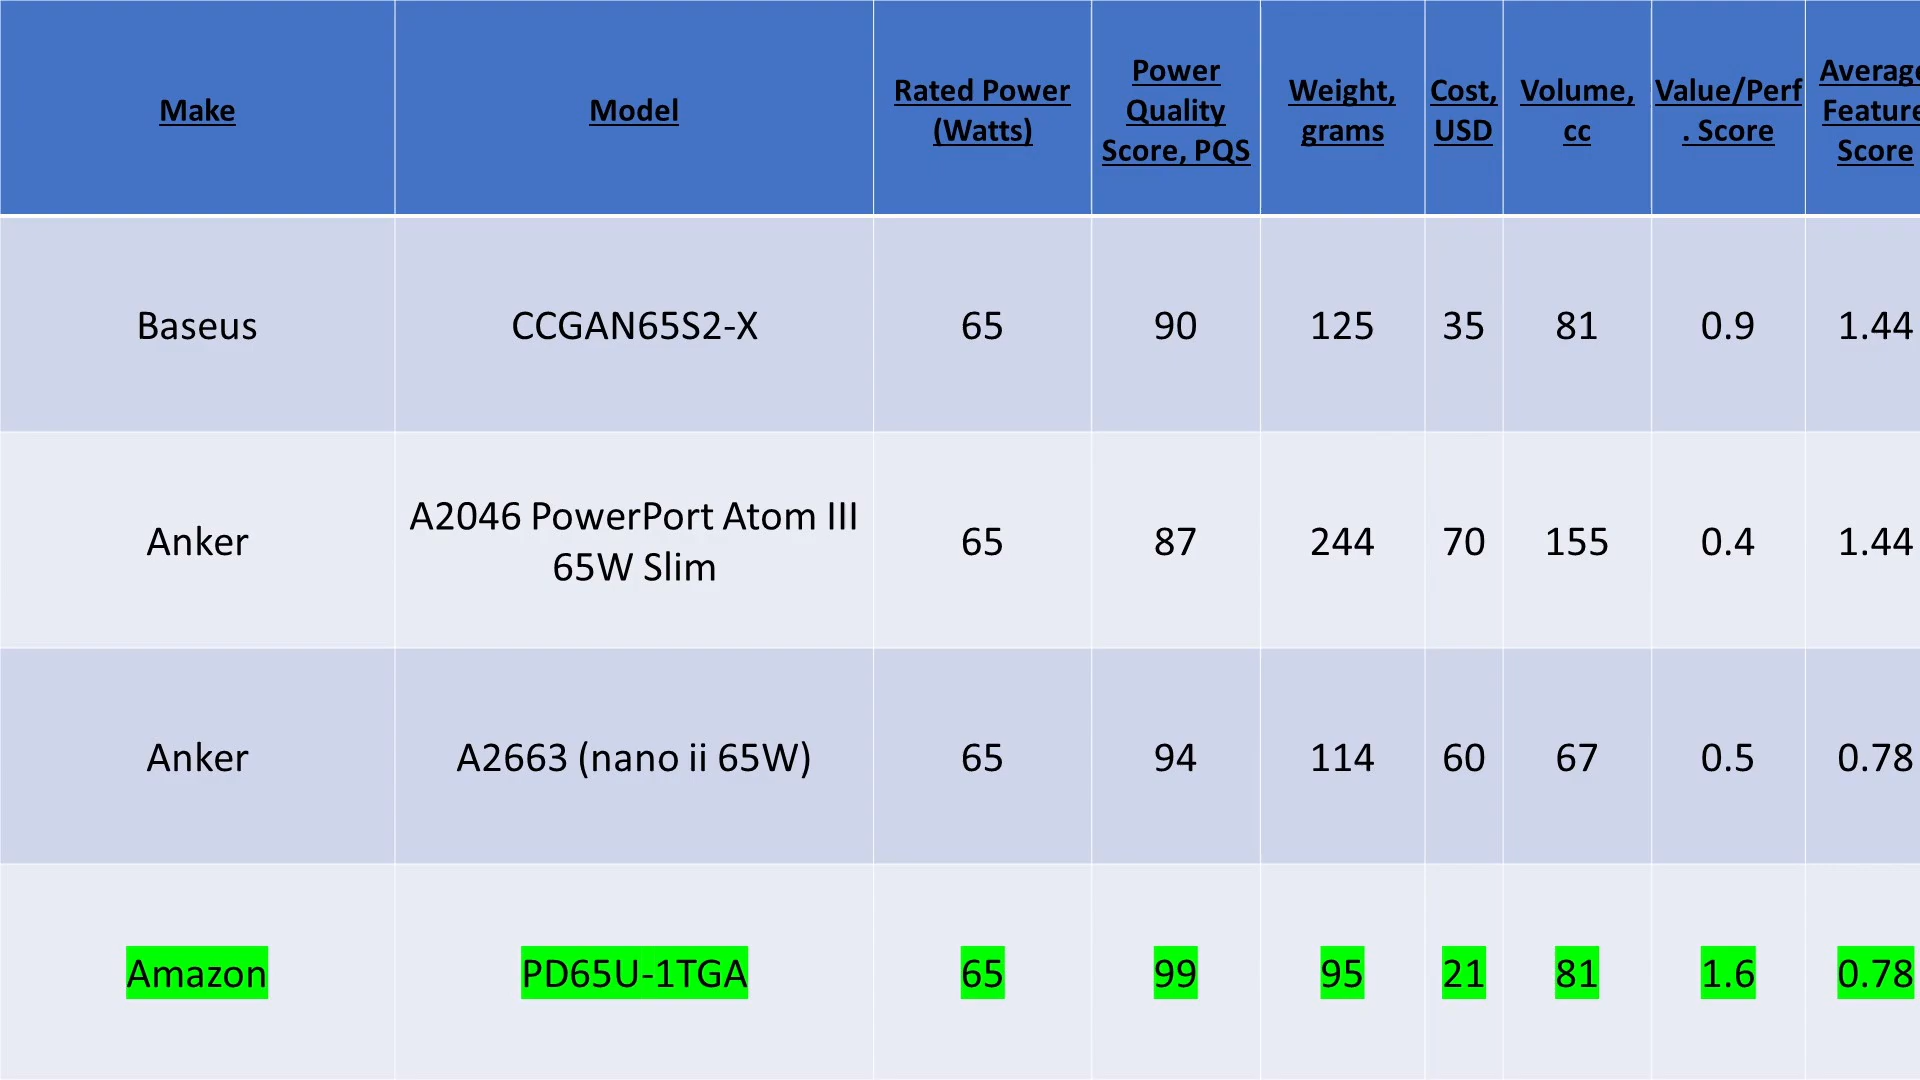 Make
Model
Rated Power
(Watts)
Power
Quality
Score, PQS
Weight,
grams
Cost,
USD
Volume,
cc
Value/Perf
. Score
Average
Feature
Score
Baseus
CCGAN65S2-X
65
90
125
35
81
0.9
1.44
Anker
A2046 PowerPort Atom III
65W Slim
65
87
244
70
155
0.4
1.44
Anker
A2663 (nano ii 65W)
65
94
114
60
67
0.5
0.78
Amazon
PD65U-1TGA
65
99
95
21
81
1.6
0.78